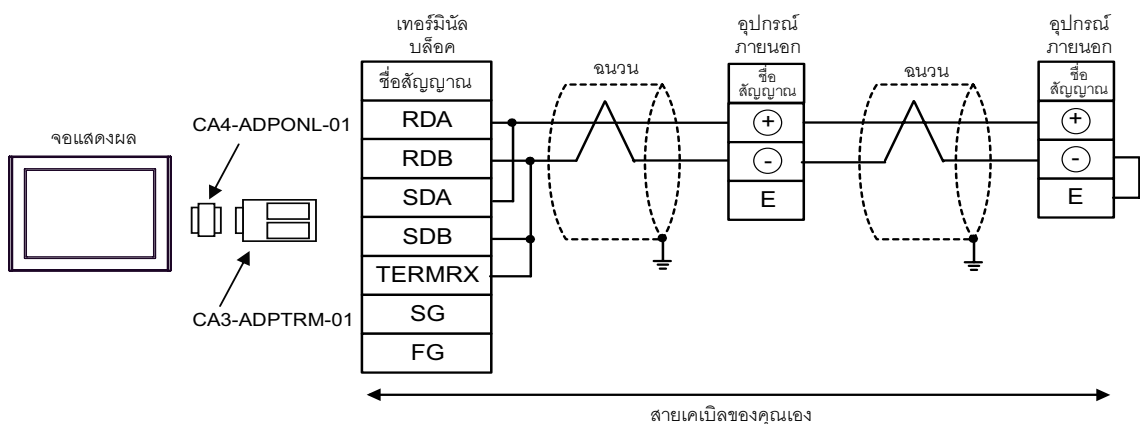 จอแสดงผล
CA4-ADPONL-01
CA3-ADPTRM-01
เทอร์มินัล
บล็อค
ชื่อสัญญาณ
RDA
RDB
SDA
SDB
TERMRX
SG
FG
ฉนวน
อุปกรณ์
ภายนอก
ชื่อ
สัญญาณ
+
-
E
ฉนวน
อุปกรณ์
ภายนอก
ชื่อ
สัญญาณ
+
-
E
สายเคเบิลของคุณเอง